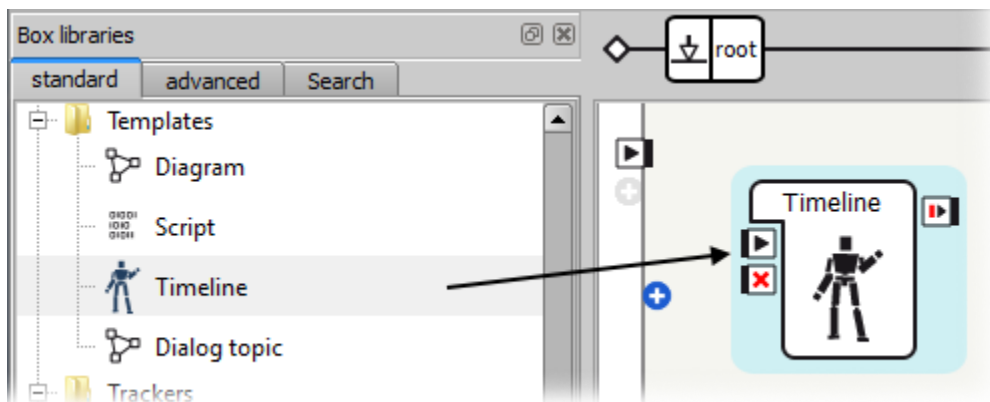 Box libraries
standard advanced Search
Templates
Diagram
Script
Timeline
Dialog topic
Trackers
root
Timeline